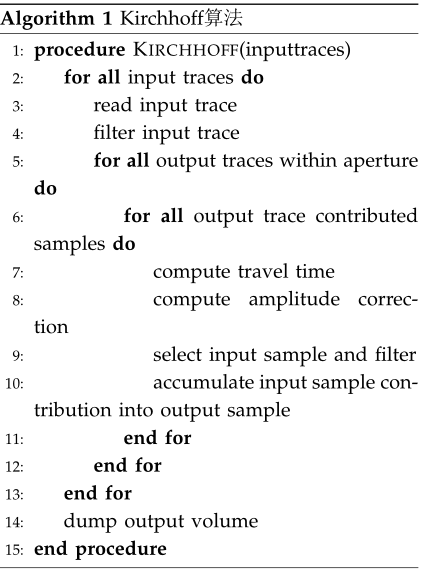 Algorithm 1 Kirchhoff算法
1: procedure KIRCHHOFF(inputtraces)
2: for all input traces do
3: read input trace
4: filter input trace
5: for all output traces within aperture
do
6: for all output trace contributed
samples do
7: compute travel time
8: compute amplitude correc-
tion
9: select input sample and filter
10: accumulate input sample con-
tribution into output sample
11: end for
12: end for
13: end for
14: dump output volume
15: end procedure